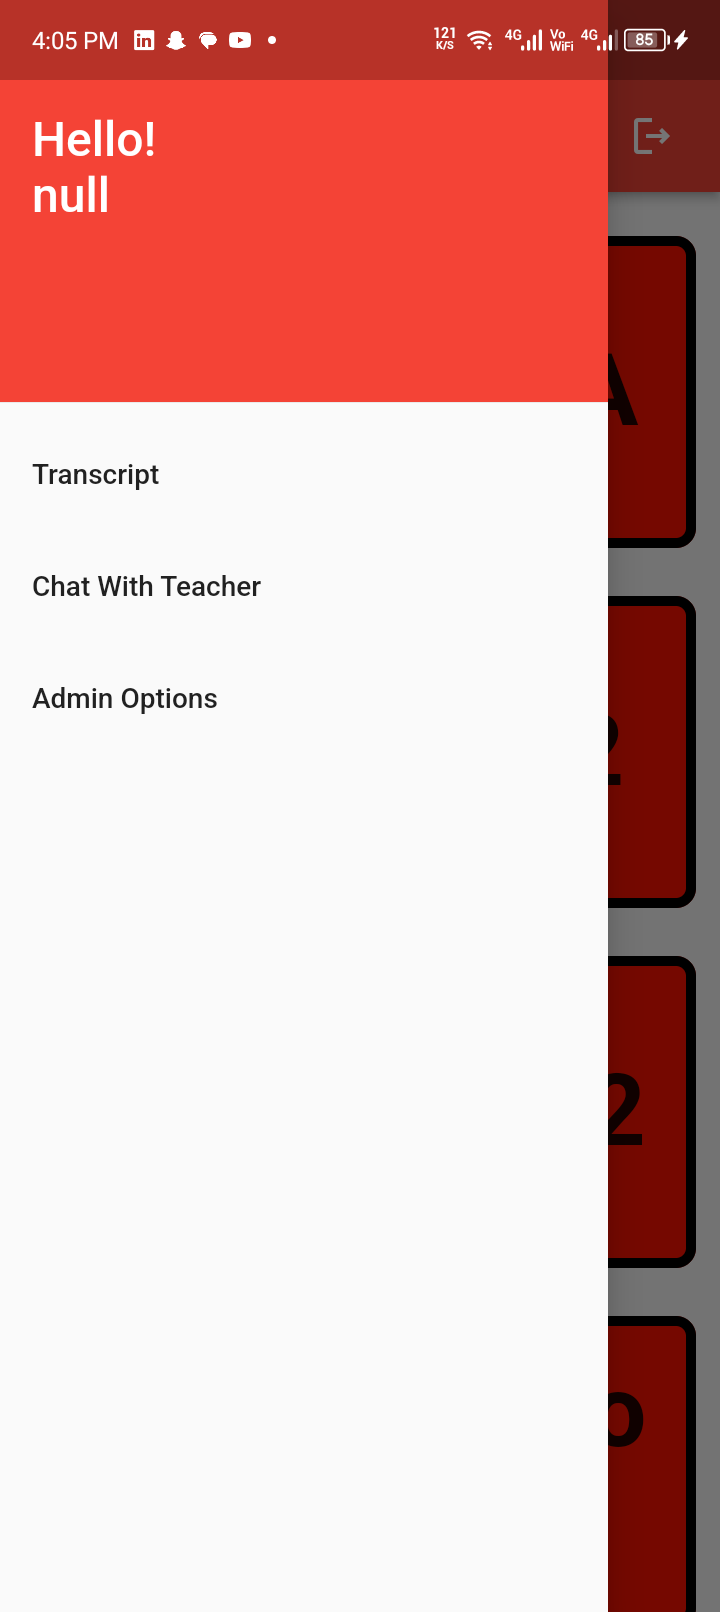 4:05 PM
121 K/S 4G Vo WiFi 4G 85
Hello!
null
Transcript
Chat With Teacher
Admin Options
A
2
2
o